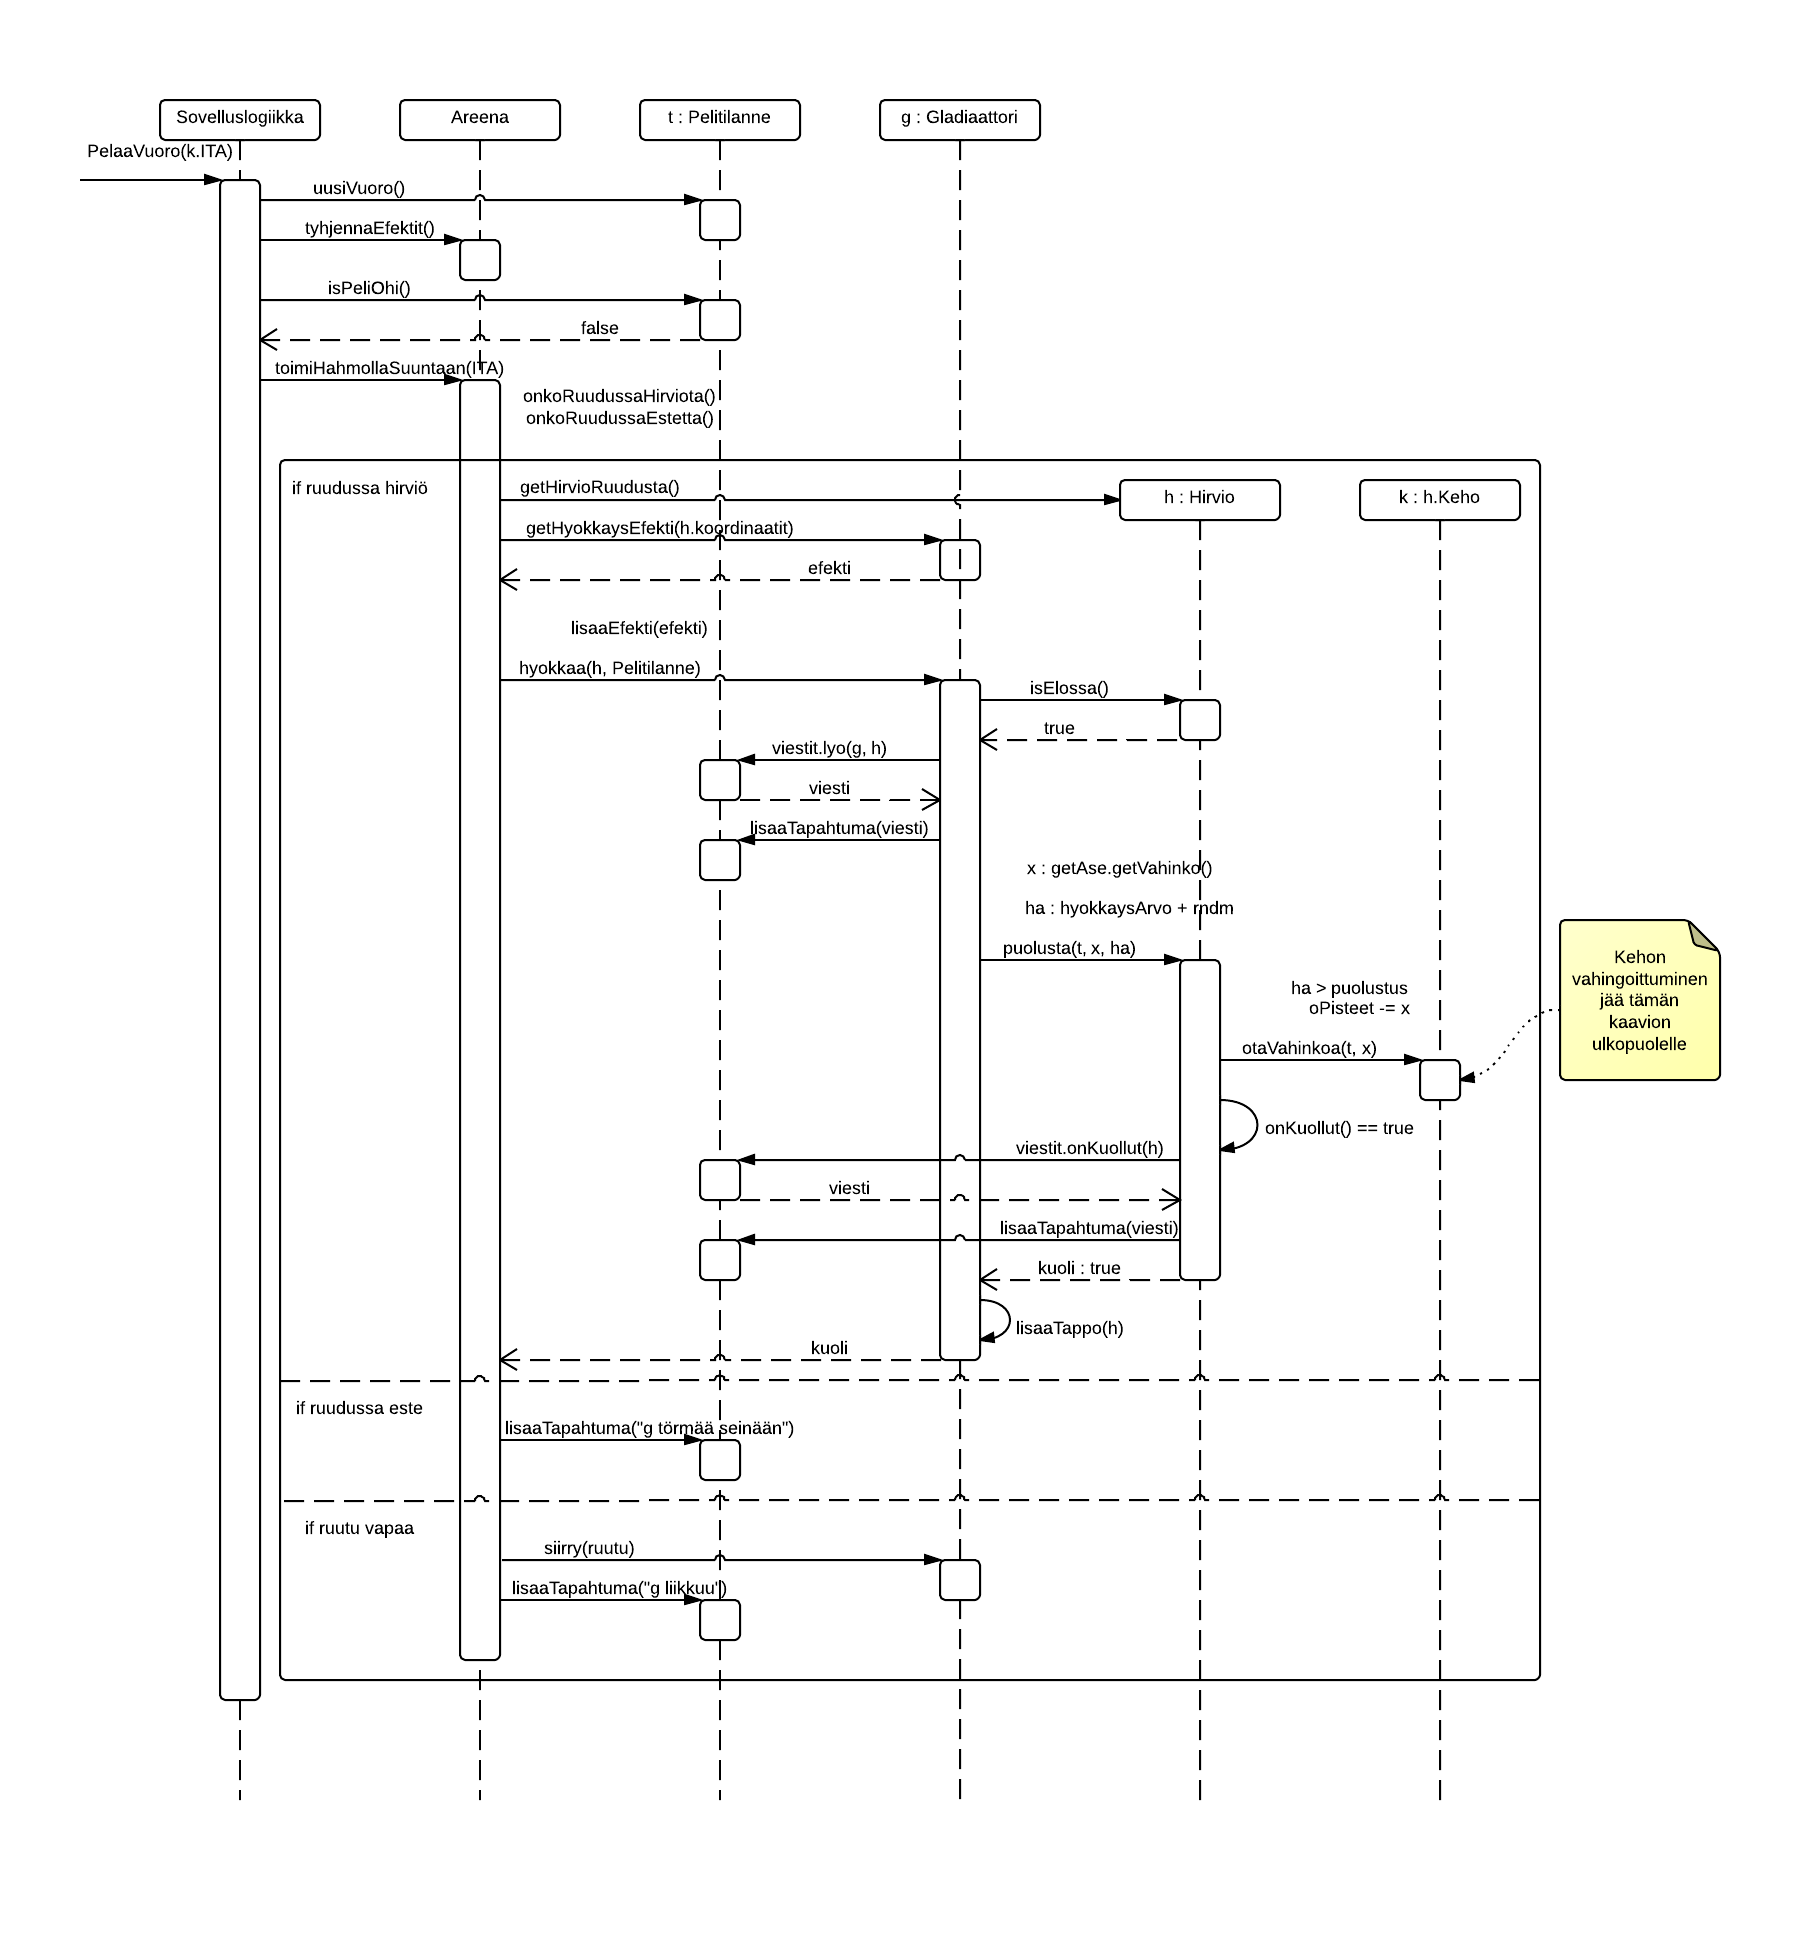 Sovelluslogiikka
Areena
t : Pelitilanne
g : Gladiaattori
PelaaVuoro(k.ITA)
uusiVuoro()
tyhjennaEfektit()
isPeliOhi()
false
toimiHahmollaSuuntaan(ITA)
onkoRuudussaHirviota()
onkoRuudussaEstetta()
if ruudussa hirviö
getHirvioRuudusta()
h : Hirvio
k : h.Keho
getHyokkaysEfekti(h.koordinaatit)
efekti
lisaaEfekti(efekti)
hyokkaa(h, Pelitilanne)
isElossa()
true
viestit.lyo(g, h)
viesti
lisaaTapahtuma(viesti)
x : getAse.getVahinko()
ha : hyokkaysArvo + rndm
puolusta(t, x, ha)
ha > puolustus
oPisteet -= x
Kehon
vahingoittuminen
jää tämän
kaavion
ulkopuolelle
otaVahinkoa(t, x)
onKuollut() == true
viestit.onKuollut(h)
viesti
lisaaTapahtuma(viesti)
kuoli : true
lisaaTappo(h)
kuoli
if ruudussa este
lisaaTapahtuma("g törmää seinään")
if ruutu vapaa
siirry(ruutu)
lisaaTapahtuma("g liikkuu")